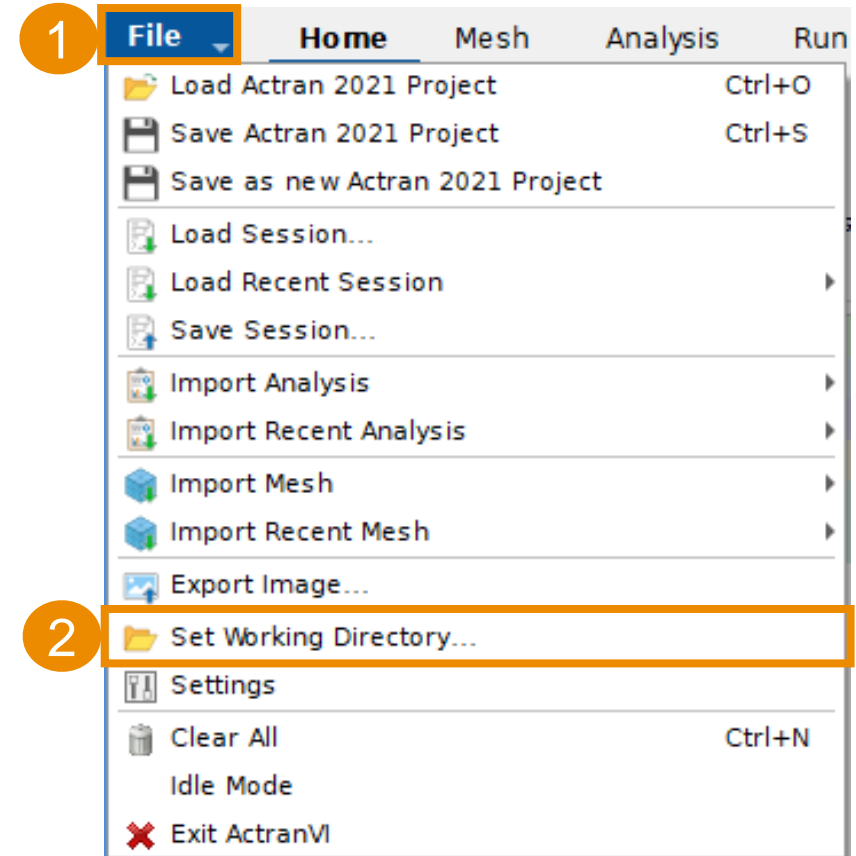 1 File Home Mesh Analysis Run
Load Actran 2021 Project Ctrl+O
Save Actran 2021 Project Ctrl+S
Save as new Actran 2021 Project
Load Session...
Load Recent Session
Save Session...
Import Analysis
Import Recent Analysis
Import Mesh
Import Recent Mesh
Export Image...
2 Set Working Directory...
Settings
Clear All Ctrl+N
Idle Mode
Exit ActranVI